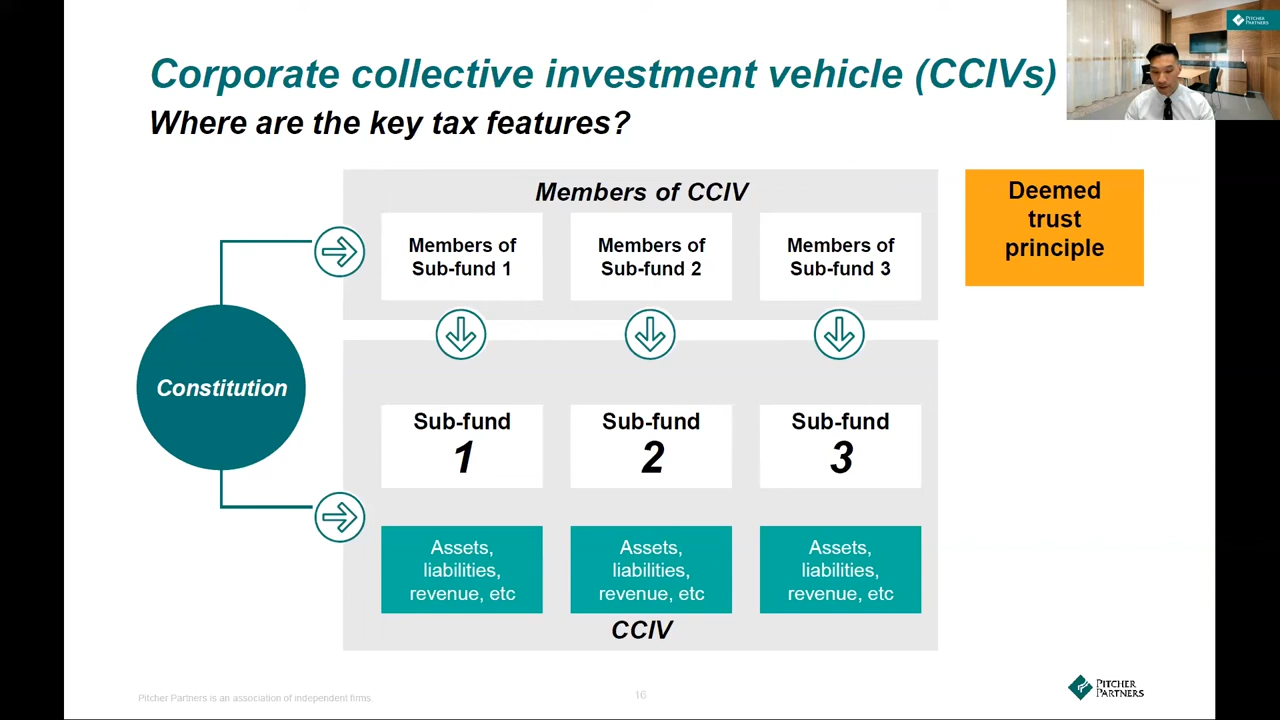 Corporate collective investment vehicle (CCIVs)
Where are the key tax features?
PITCHER
PARTNERS
Members of CCIV
Members of
Sub-fund 1
Members of
Sub-fund 2
Members of
Sub-fund 3
Deemed
trust
principle
Constitution
Sub-fund
1
Sub-fund
2
Sub-fund
3
Assets,
liabilities,
revenue, etc
Assets,
liabilities,
revenue, etc
Assets,
liabilities,
revenue, etc
CCIV
Pitcher Partners is an association of independent firms
16
PITCHER
PARTNERS